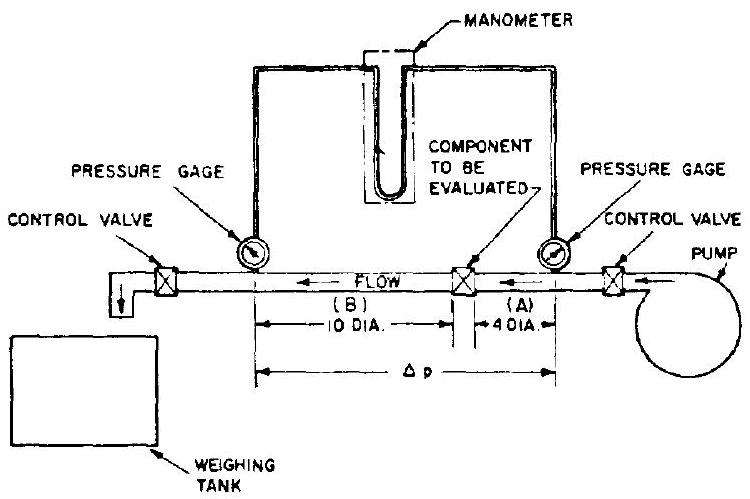 MANOMETER
COMPONENT
TO BE
EVALUATED
PRESSURE GAGE
PRESSURE GAGE
CONTROL VALVE
CONTROL VALVE
PUMP
FLOW
(B)
(A)
10 DIA.
4 DIA.
Δp
WEIGHING
TANK